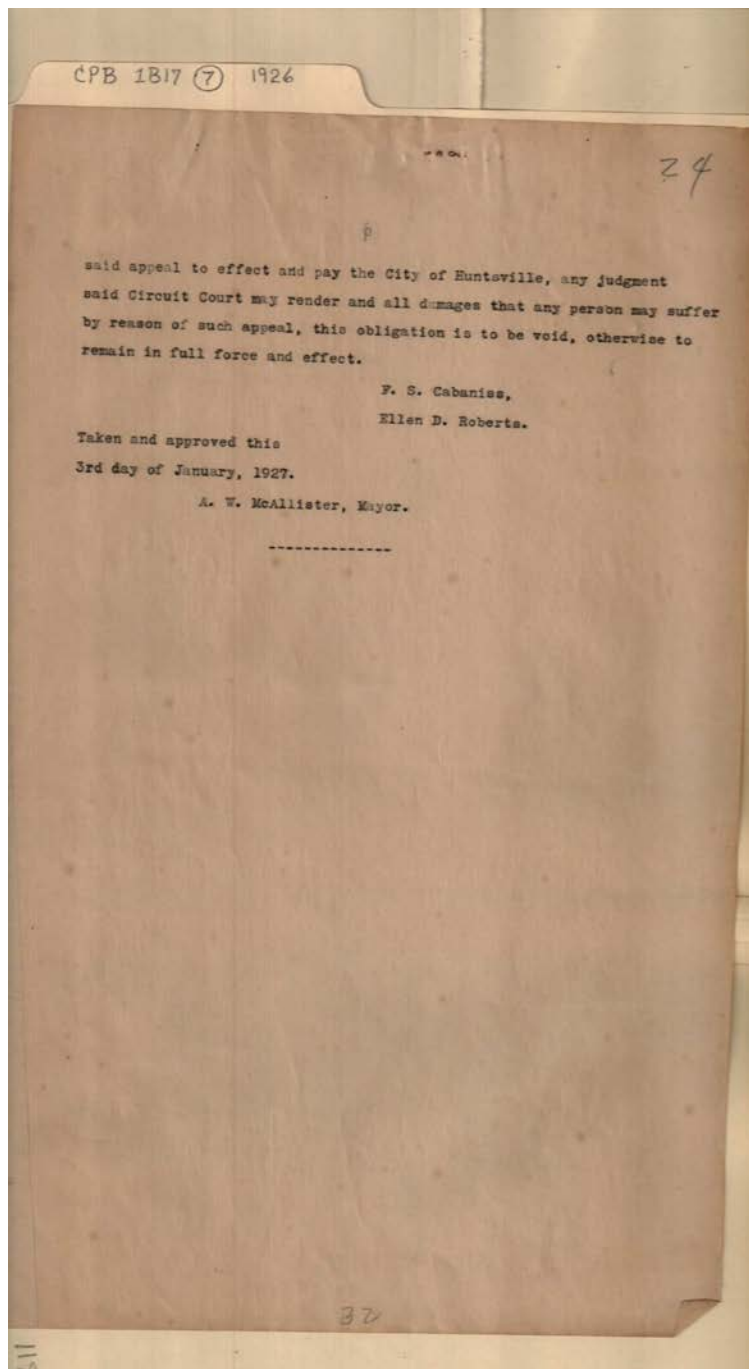 CPB 1B17 7 1926
24
said appeal to effect and pay the City of Huntsville, any judgment
said Circuit Court may render and all damages that any person may suffer
by reason of such appeal, this obligation is to be void, otherwise to
remain in full force and effect.
F. S. Cabaniss,
Ellen D. Roberts.
Taken and approved this
3rd day of January, 1927.
A. W. McAllister, Mayor.
--------------
32